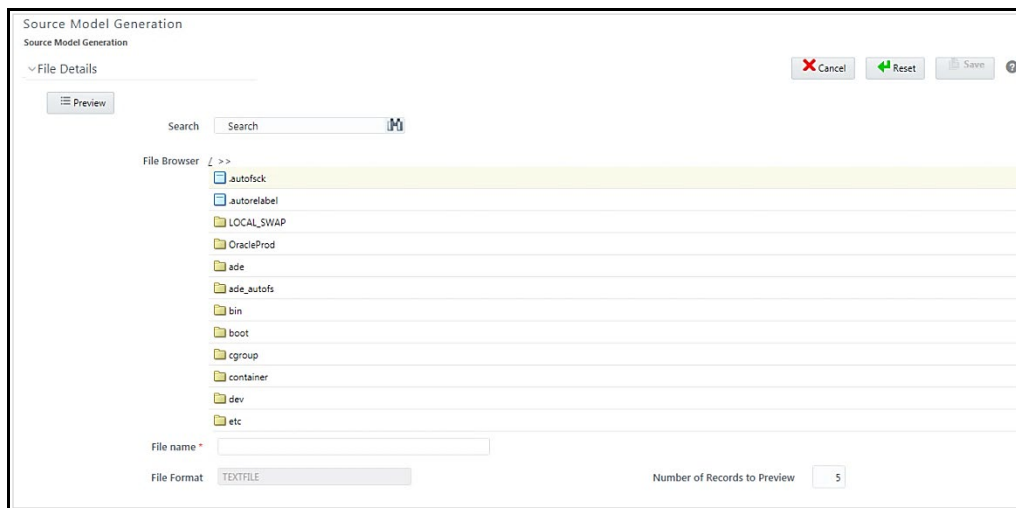 Source Model Generation
Source Model Generation
File Details
Cancel Reset Save
Preview
Search Search
File Browser / >>
.autofsck
.autorelabel
LOCAL_SWAP
OracleProd
ade
ade_autofs
bin
boot
cgroup
container
dev
etc
File name *
File Format TEXTFILE Number of Records to Preview 5